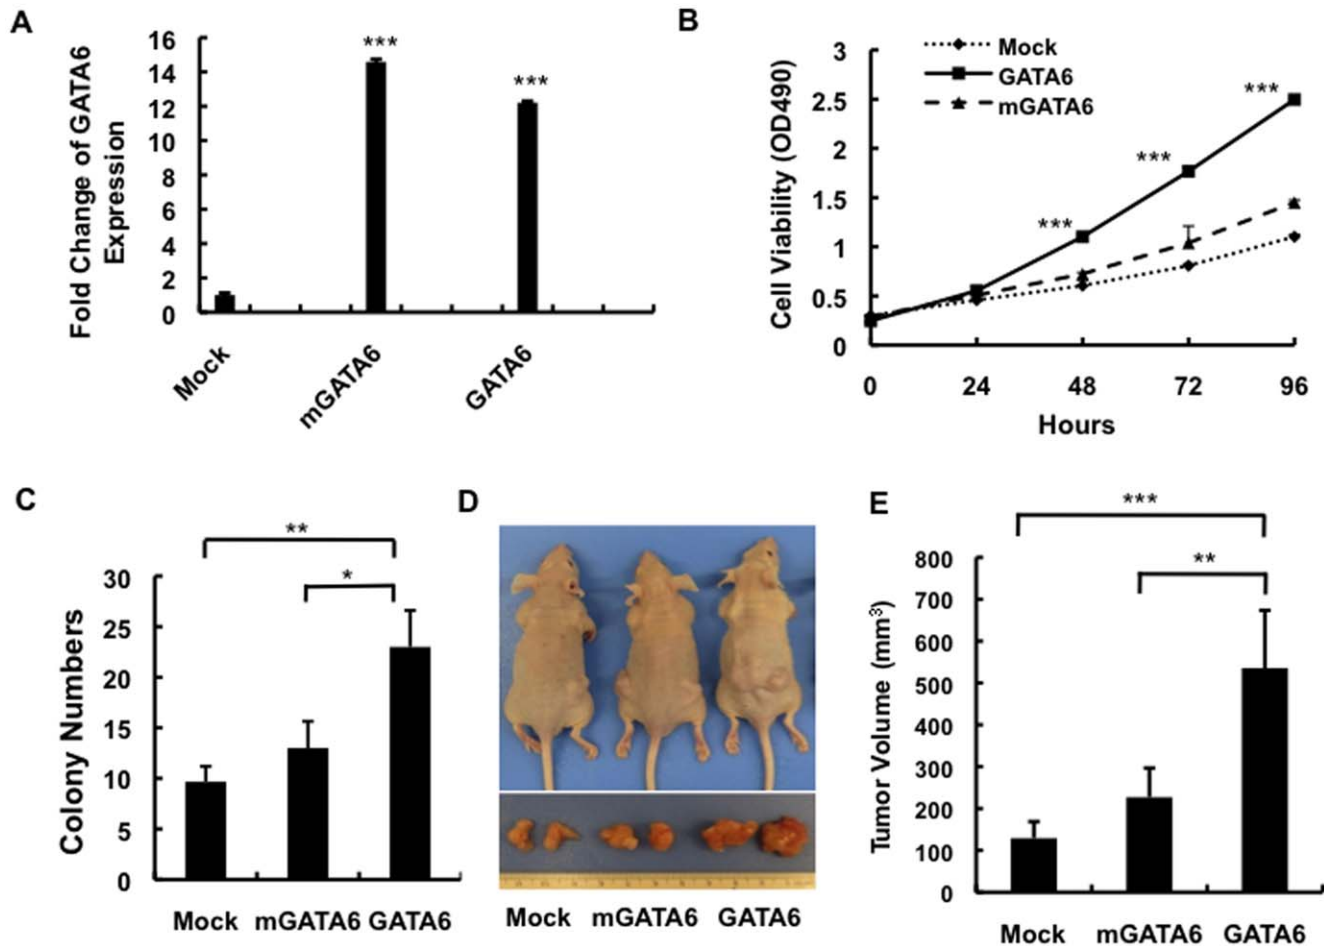 A
Fold Change of GATA6
Expression
16
14
12
10
8
6
4
2
0
***
***
Mock
mGATA6
GATA6
B
Cell Viability (OD490)
3
2.5
2
1.5
1
0.5
0
Mock
GATA6
mGATA6
***
***
***
0 24 48 72 96
Hours
C
Colony Numbers
30
25
20
15
10
5
0
**
*
Mock mGATA6 GATA6
D
Mock mGATA6 GATA6
E
Tumor Volume (mm³)
800
700
600
500
400
300
200
100
0
***
**
Mock mGATA6 GATA6